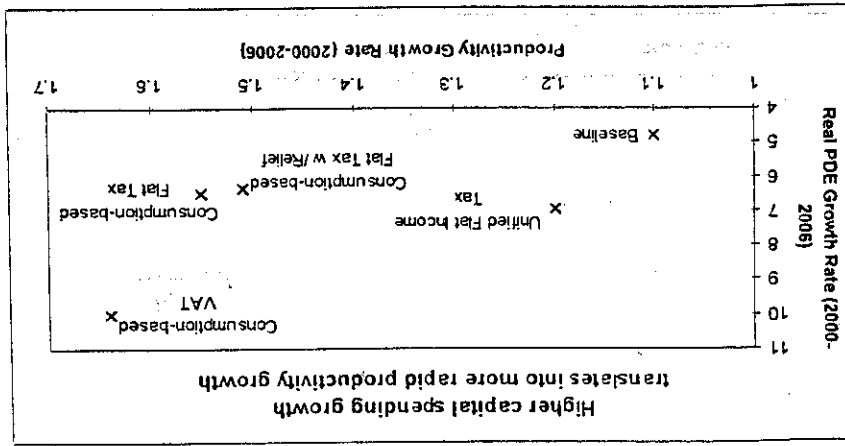 Higher capital spending growth
translates into more rapid productivity growth
Real PDE Growth Rate (2000-
2006)
11
10
9
8
7
6
5
4
Consumption-based
VAT
Unified Flat Income
Tax
Consumption-based
Flat Tax w/Relief
Consumption-based
Flat Tax
Baseline
1
1.1
1.2
1.3
1.4
1.5
1.6
1.7
Productivity Growth Rate (2000-2006)